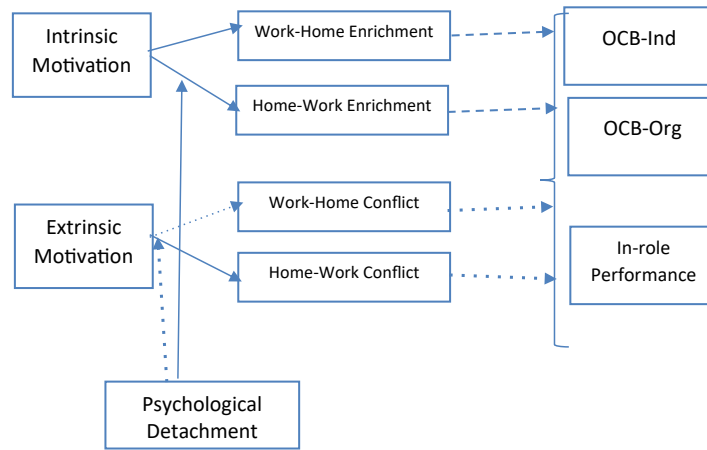 Intrinsic
Motivation
Work-Home Enrichment
Home-Work Enrichment
OCB-Ind
OCB-Org
Extrinsic
Motivation
Work-Home Conflict
Home-Work Conflict
In-role
Performance
Psychological
Detachment